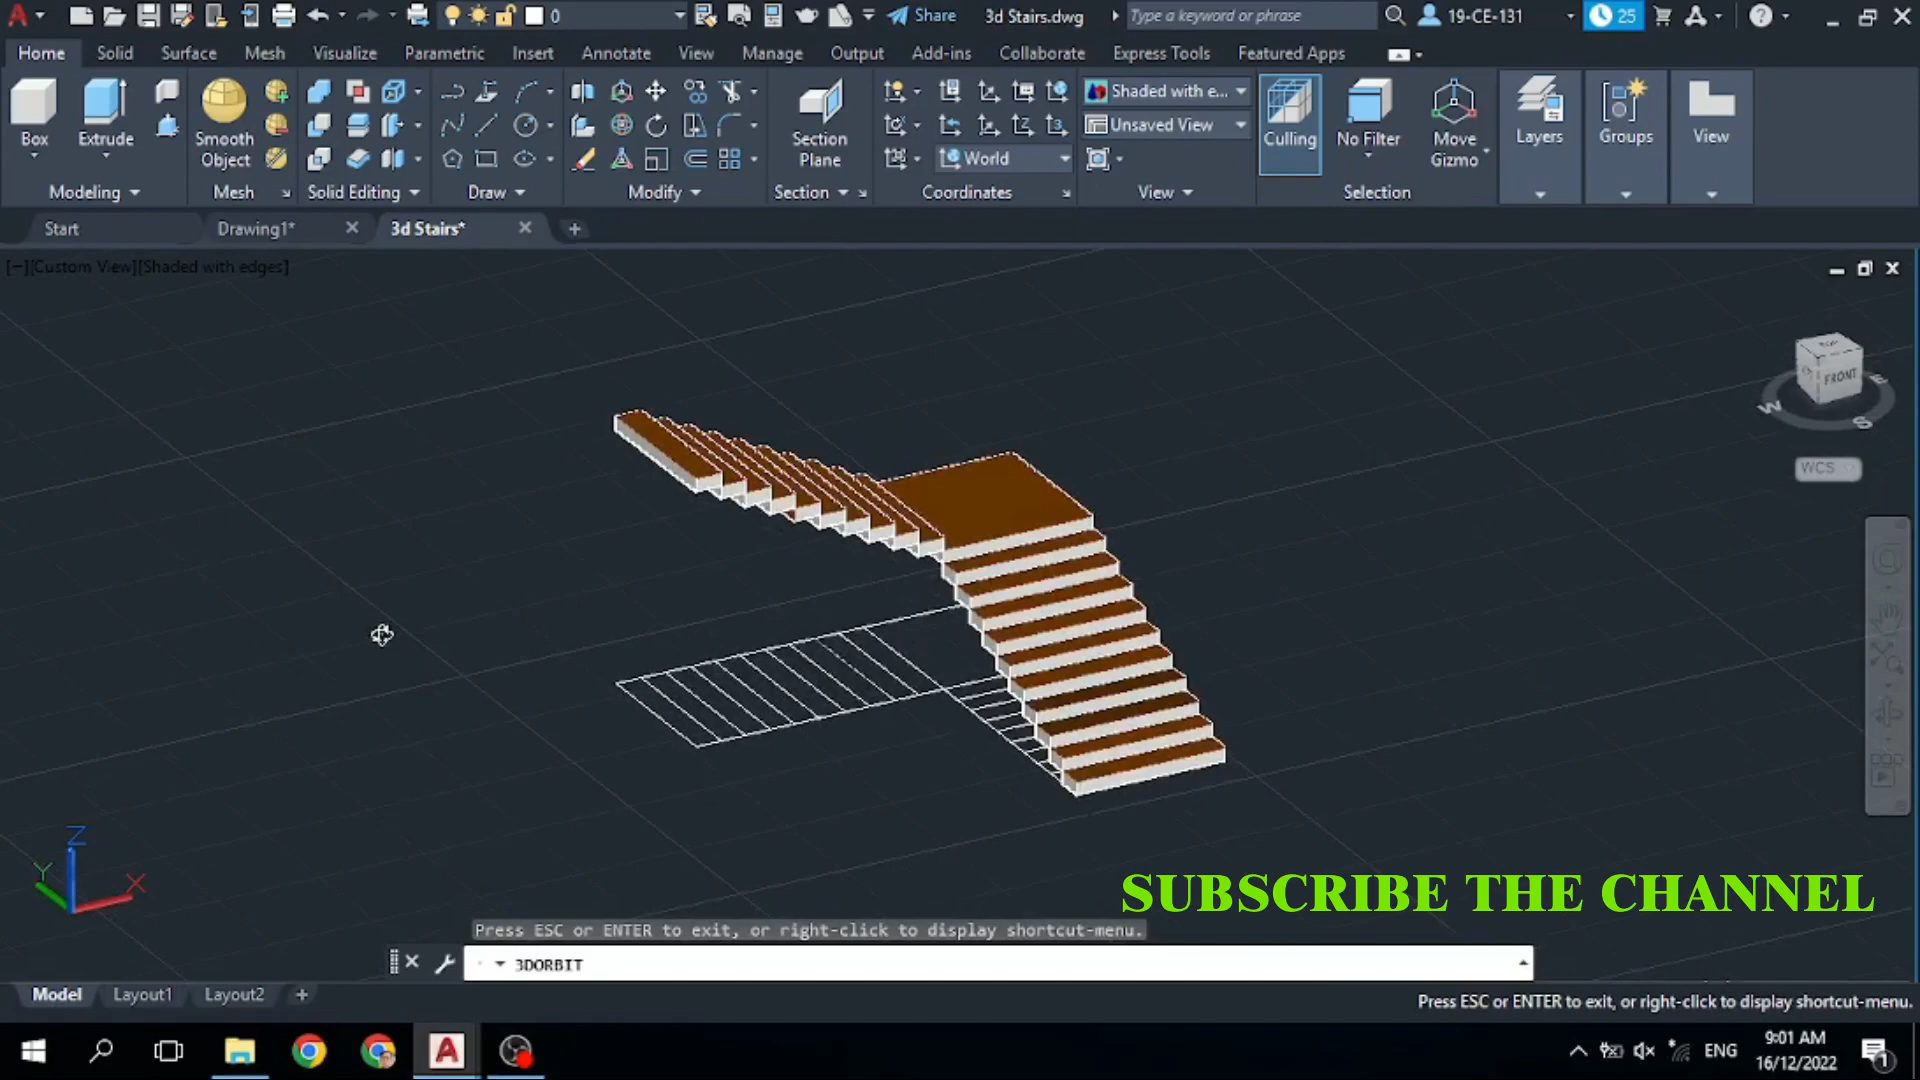 0
Share
3d Stairs.dwg
Type a keyword or phrase
19-CE-131
25
Home
Solid
Surface
Mesh
Visualize
Parametric
Insert
Annotate
View
Manage
Output
Add-ins
Collaborate
Express Tools
Featured Apps
Box
Extrude
Smooth
Object
Section
Plane
World
Shaded with e...
Unsaved View
Culling
No Filter
Move
Gizmo
Layers
Groups
View
Modeling
Mesh
Solid Editing
Draw
Modify
Section
Coordinates
View
Selection
Start
Drawing1*
3d Stairs*
[−][Custom View][Shaded with edges]
TOP
FRONT
W
S
WCS
Z
Y
X
SUBSCRIBE THE CHANNEL
Press ESC or ENTER to exit, or right-click to display shortcut-menu.
3DORBIT
Model
Layout1
Layout2
Press ESC or ENTER to exit, or right-click to display shortcut-menu.
ENG
9:01 AM
16/12/2022
1